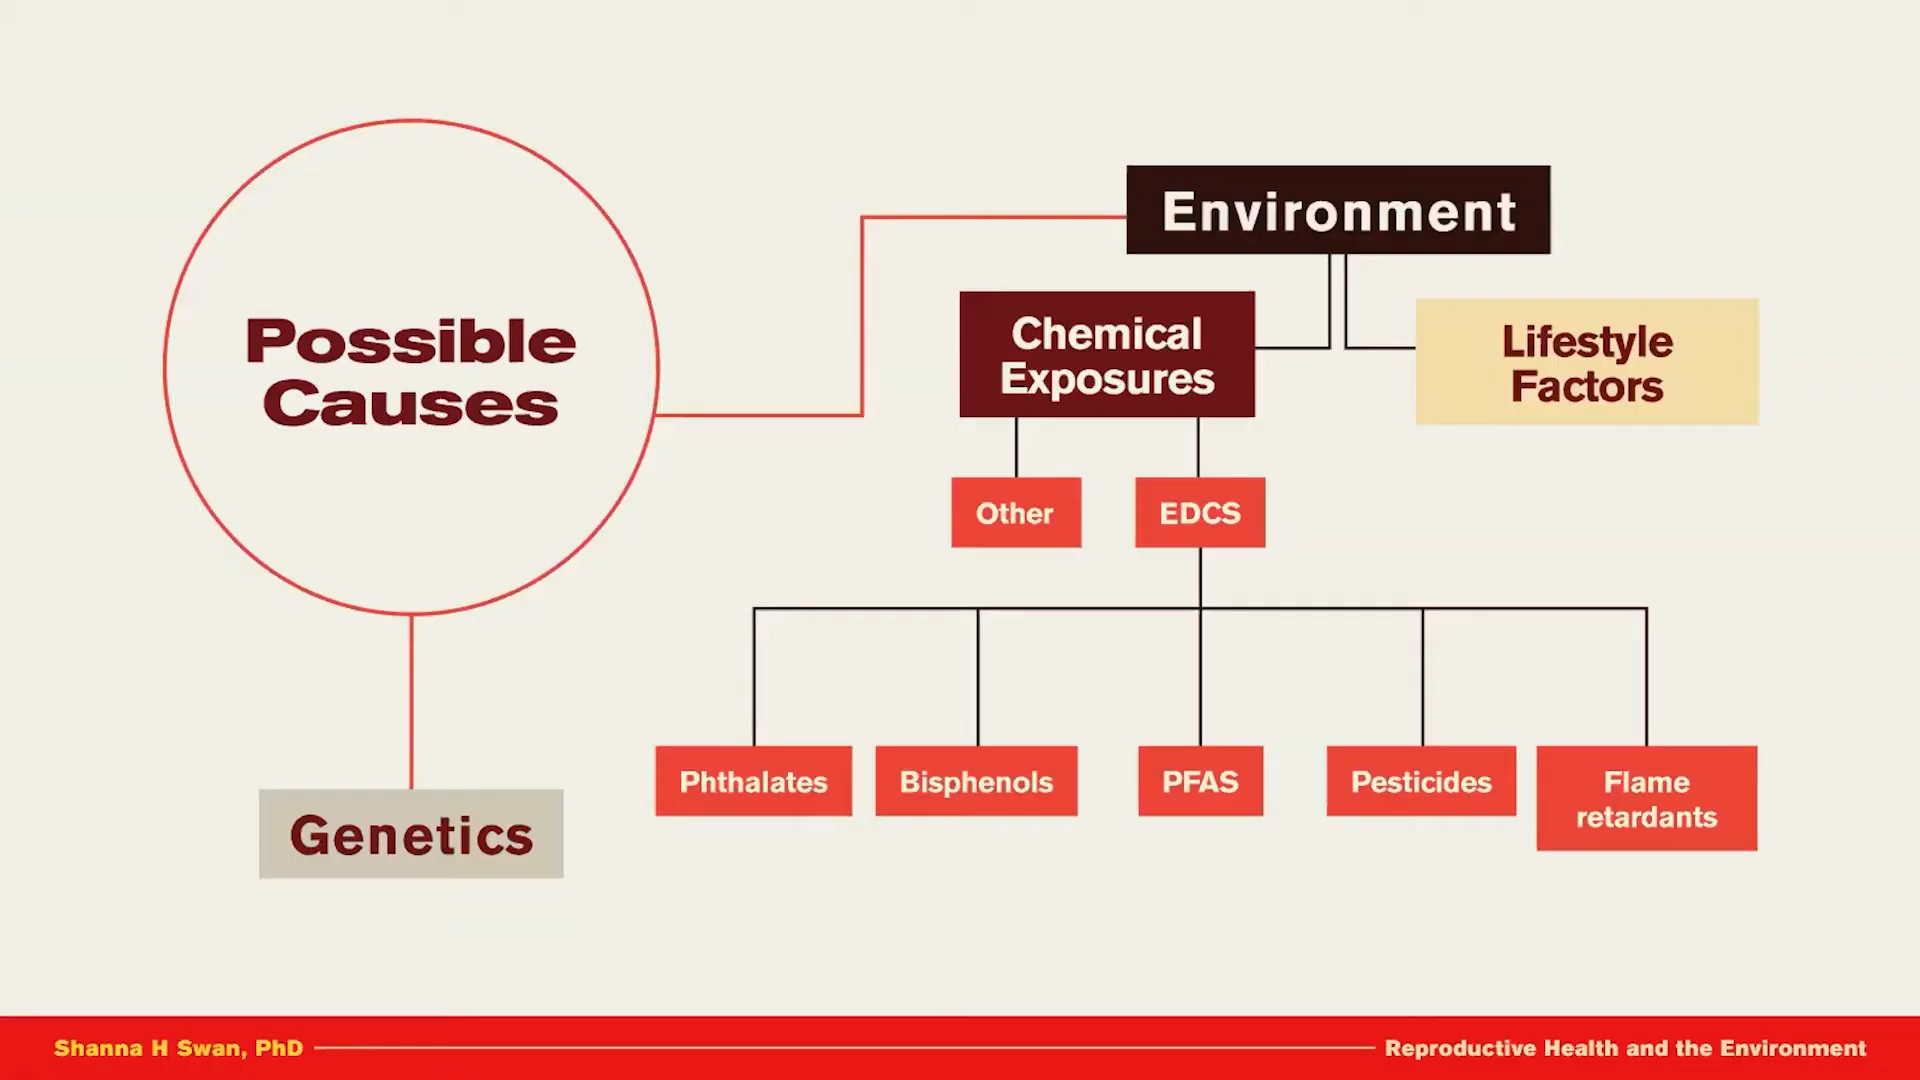 Possible
Causes
Environment
Chemical
Exposures
Lifestyle
Factors
Other
EDCS
Phthalates
Bisphenols
PFAS
Pesticides
Flame
retardants
Genetics
Shanna H Swan, PhD
Reproductive Health and the Environment